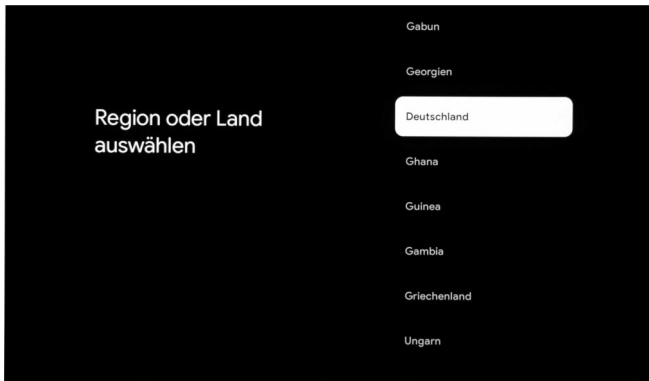 Region oder Land
auswählen
Gabun
Georgien
Deutschland
Ghana
Guinea
Gambia
Griechenland
Ungarn